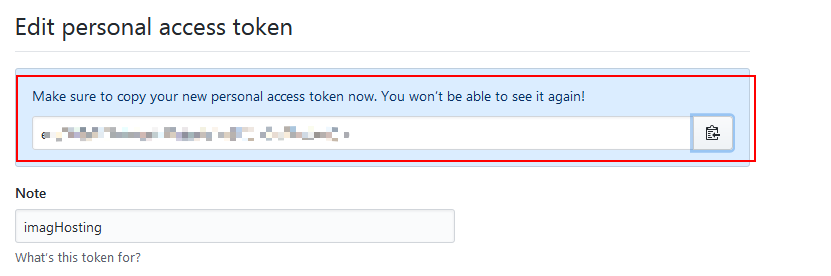 Edit personal access token
Make sure to copy your new personal access token now. You won't be able to see it again!
Note
imagHosting
What's this token for?